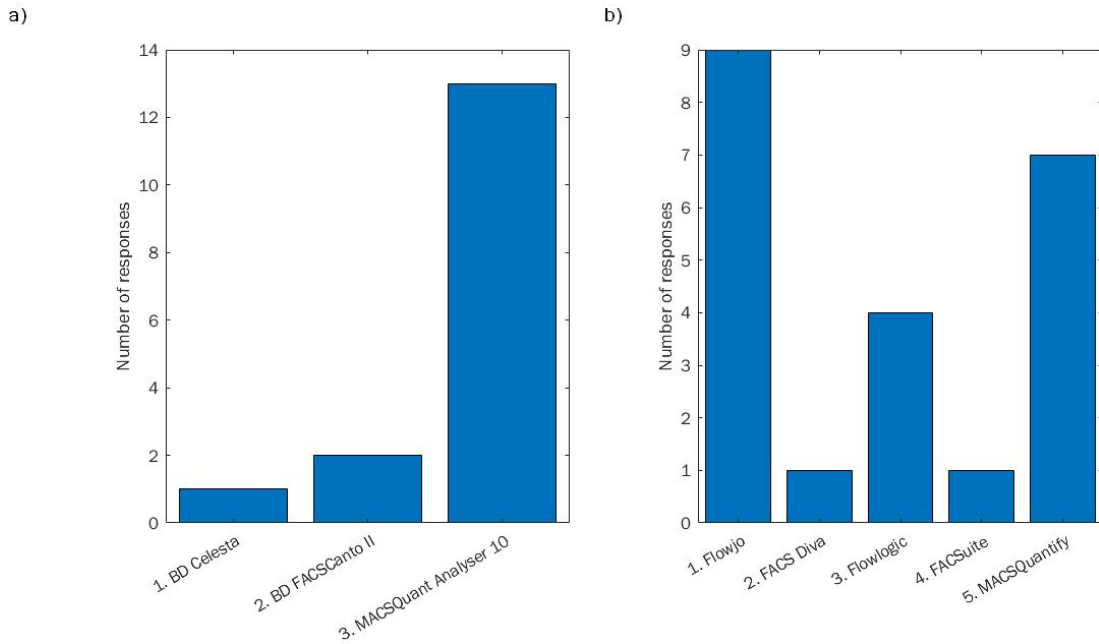 a)
b)
14
12
10
8
6
4
2
0
Number of responses
1. BD Celesta
2. BD FACSCanto II
3. MACSQuant Analyser 10
9
8
7
6
5
4
3
2
1
0
Number of responses
1. Flowjo
2. FACS Diva
3. Flowlogic
4. FACSuite
5. MACSQuantify